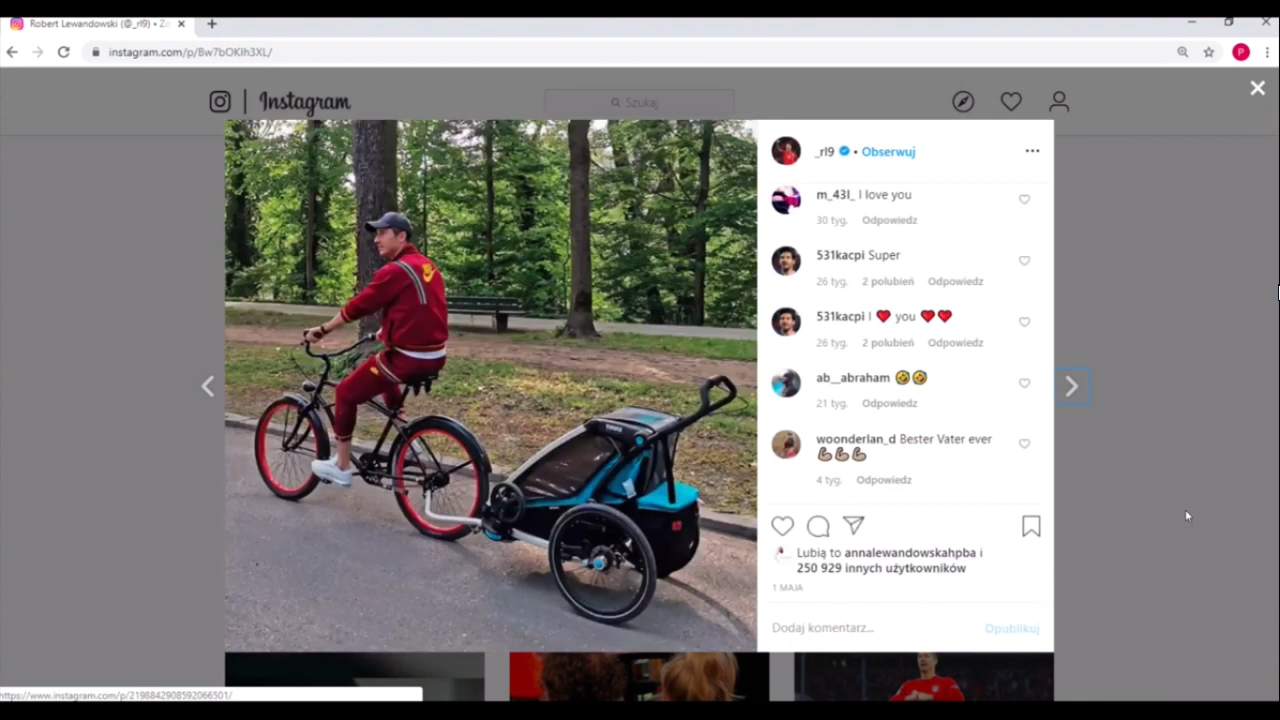 Robert Lewandowski (@_rl9) • Z
instagram.com/p/Bw7bOKIh3XL/
P
Instagram
Szukaj
_rl9 • Obserwuj
m_43l_ I love you
30 tyg. Odpowiedz
531kacpi Super
26 tyg. 2 polubień Odpowiedz
531kacpi I ❤️ you ❤️❤️
26 tyg. 2 polubień Odpowiedz
ab__abraham 🤣🤣
21 tyg. Odpowiedz
woonderlan_d Bester Vater ever
💪🏽💪🏽💪🏽
4 tyg. Odpowiedz
THULE
Lubią to annalewandowskahpba i
250 929 innych użytkowników
1 MAJA
Dodaj komentarz...
Opublikuj
https://www.instagram.com/p/2198842908592066501/